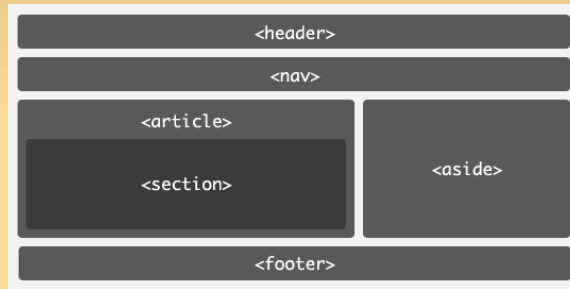 <header>
<nav>
<article>
<section>
<aside>
<footer>